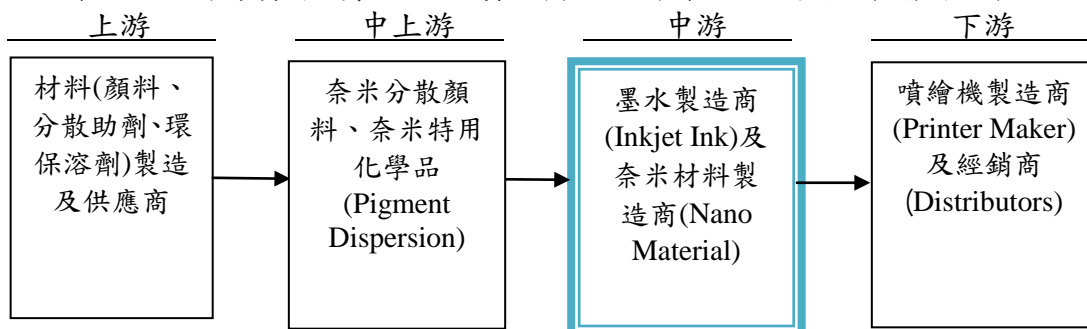 上游
中上游
中游
下游
材料(顏料、
分散助劑、環
保溶劑)製造
及供應商
奈米分散顏
料、奈米特用
化學品
(Pigment
Dispersion)
墨水製造商
(Inkjet Ink)及
奈米材料製
造商(Nano
Material)
噴繪機製造商
(Printer Maker)
及經銷商
(Distributors)